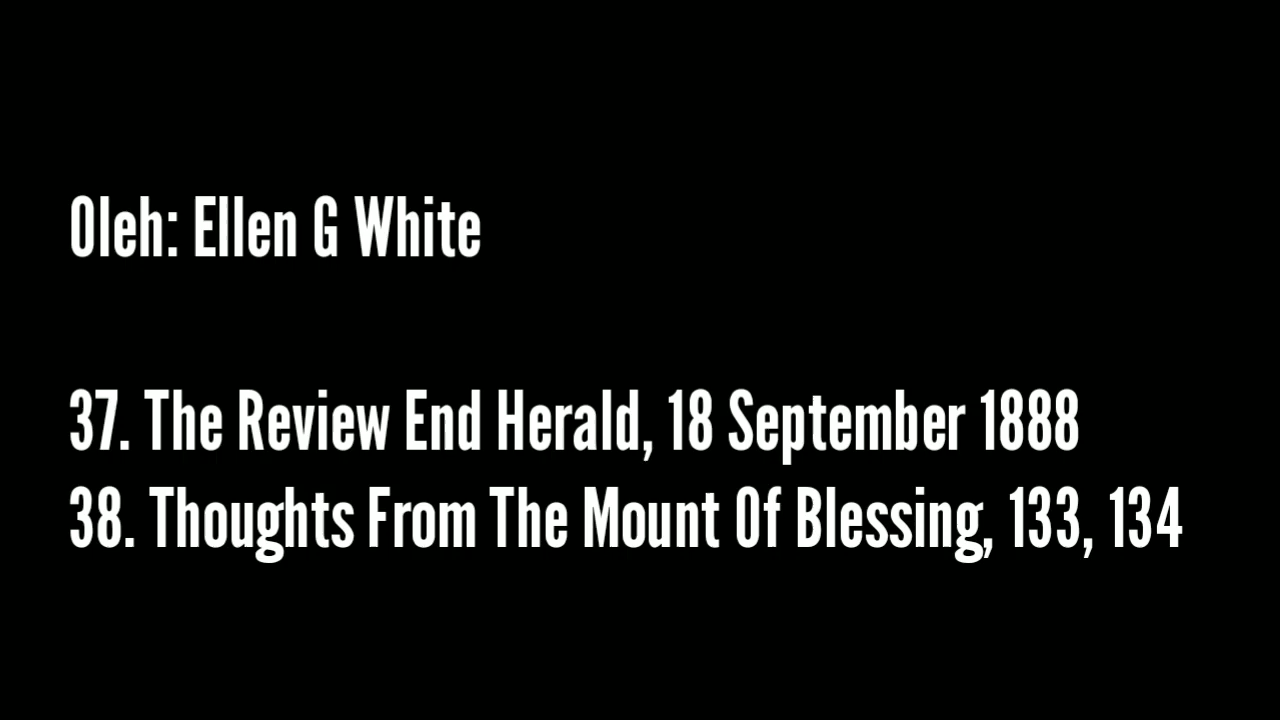 Oleh: Ellen G White
37. The Review End Herald, 18 September 1888
38. Thoughts From The Mount Of Blessing, 133, 134